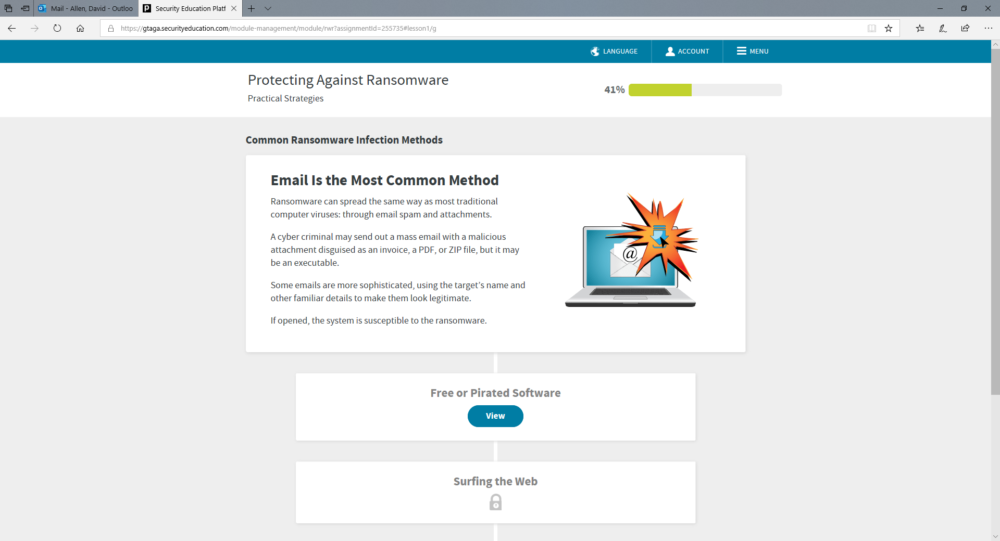 Mail - Allen, David - Outloo
Security Education Platf
https://gtaga.securityeducation.com/module-management/module/rwr?assignmentId=255735#lesson1/g
LANGUAGE
ACCOUNT
MENU
Protecting Against Ransomware
Practical Strategies
41%
Common Ransomware Infection Methods
Email Is the Most Common Method
Ransomware can spread the same way as most traditional
computer viruses: through email spam and attachments.
A cyber criminal may send out a mass email with a malicious
attachment disguised as an invoice, a PDF, or ZIP file, but it may
be an executable.
Some emails are more sophisticated, using the target’s name and
other familiar details to make them look legitimate.
If opened, the system is susceptible to the ransomware.
@
Free or Pirated Software
View
Surfing the Web